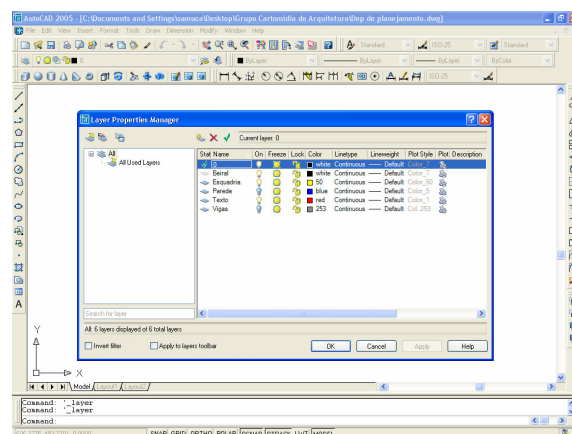 AutoCAD 2005 - [C:\Documents and Settings\samuca\Desktop\Grupo Cartomidia de Arquitetura\Dep de planejamento.dwg]
File Edit View Insert Format Tools Draw Dimension Modify Window Help
Standard ISO-25 Standard
0 ByLayer ByLayer ByLayer ByColor
ISO-25
Layer Properties Manager
Current layer: 0
All
All Used Layers
Stat Name On Freeze Lock Color Linetype Lineweight Plot Style Plot Description
0 white Continuous Default Color_7
Beiral white Continuous Default Color_7
Esquadria. 50 Continuous Default Color_50
Parede blue Continuous Default Color_5
Texto red Continuous Default Color_1
Vigas 253 Continuous Default Col.253
Search for layer
All: 6 layers displayed of 6 total layers
Invert filter Apply to layers toolbar OK Cancel Apply Help
Y
X
Model Layout1 Layout2
Command: '_layer
Command: '_layer
Command:
SNAP GRID ORTHO POLAR OSNAP OTRACK LWT MODEL